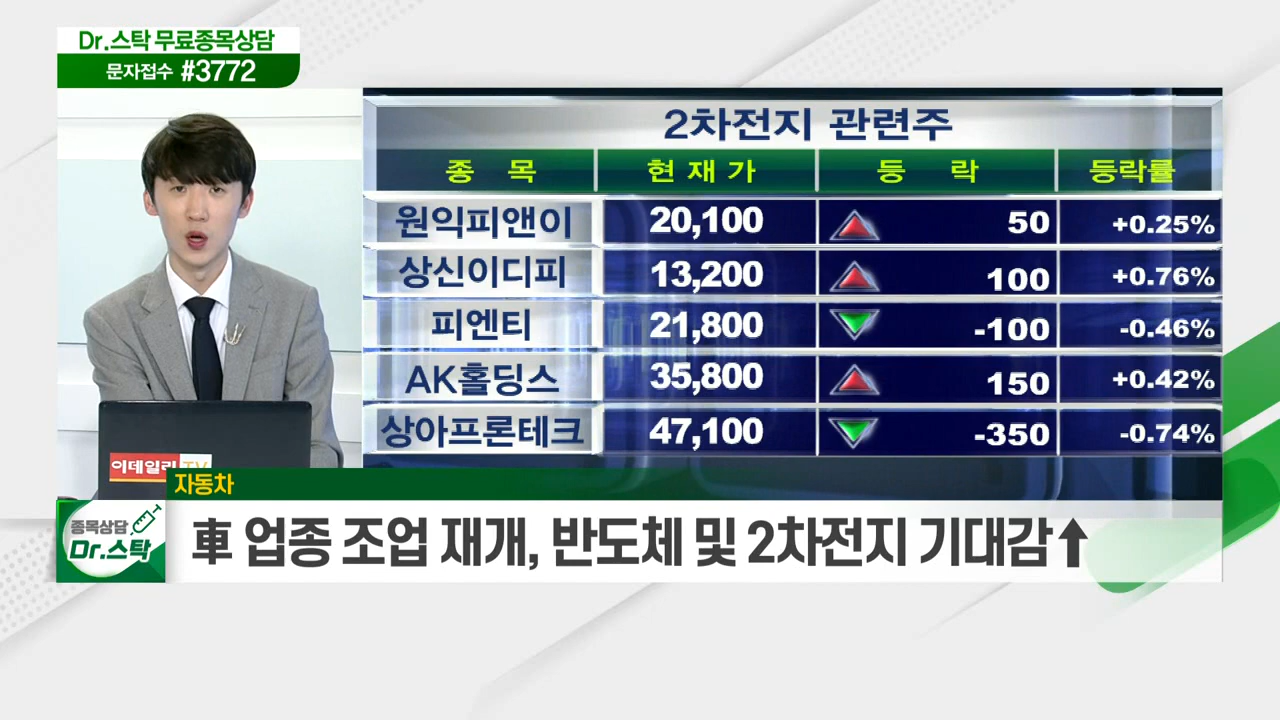 Dr.스탁 무료종목상담
문자접수 #3772
2차전지 관련주
종 목 현 재 가 등 락 등락률
원익피앤이 20,100 ▲ 50 +0.25%
상신이디피 13,200 ▲ 100 +0.76%
피엔티 21,800 ▼ -100 -0.46%
AK홀딩스 35,800 ▲ 150 +0.42%
상아프론테크 47,100 ▼ -350 -0.74%
이데일리 TV
자동차
종목상담
Dr.스탁
車 업종 조업 재개, 반도체 및 2차전지 기대감↑